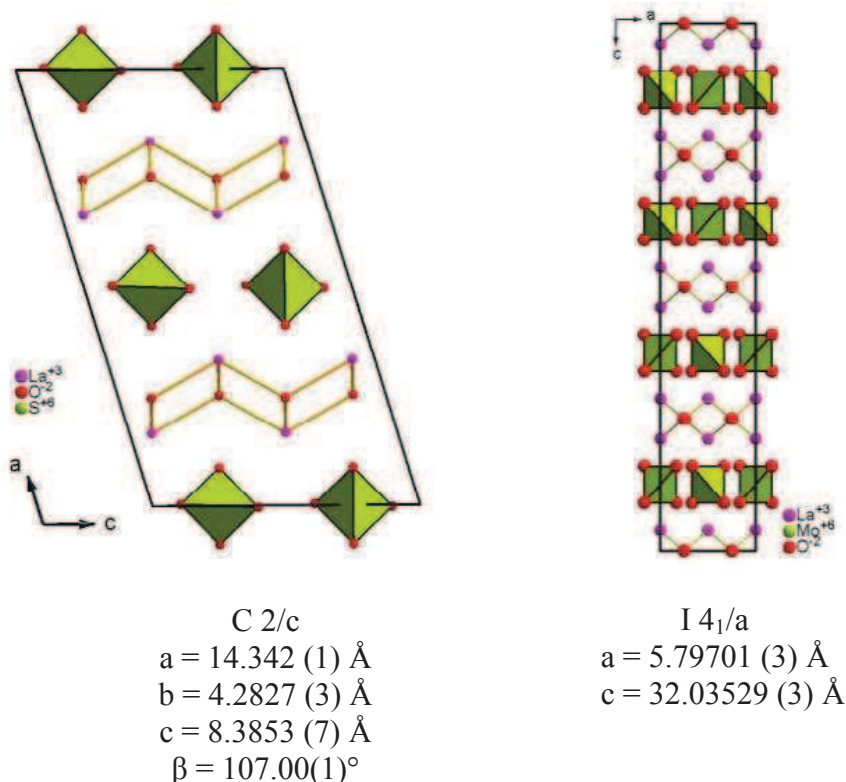 La+3
O-2
S+6
a
c
C 2/c
a = 14.342 (1) Å
b = 4.2827 (3) Å
c = 8.3853 (7) Å
β = 107.00(1)°
a
c
La+3
Mo+6
O-2
I 4₁/a
a = 5.79701 (3) Å
c = 32.03529 (3) Å